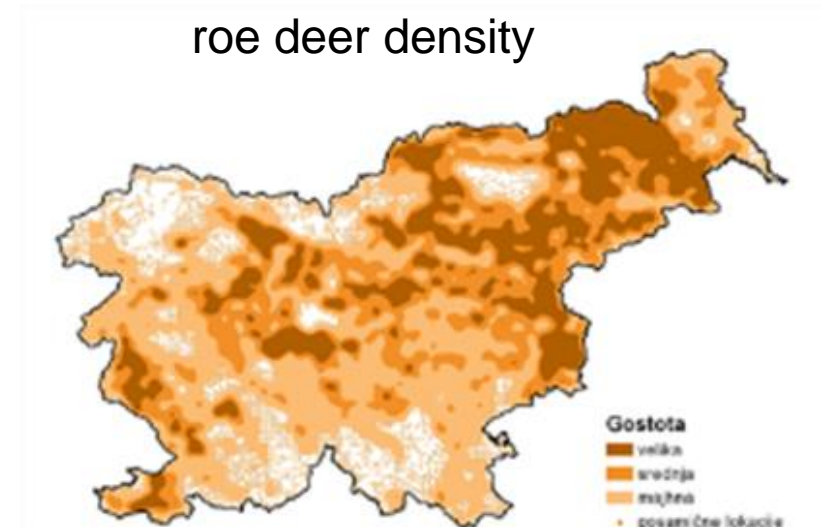 roe deer density
Gostota
velika
srednja
majhna
posamične lokacije